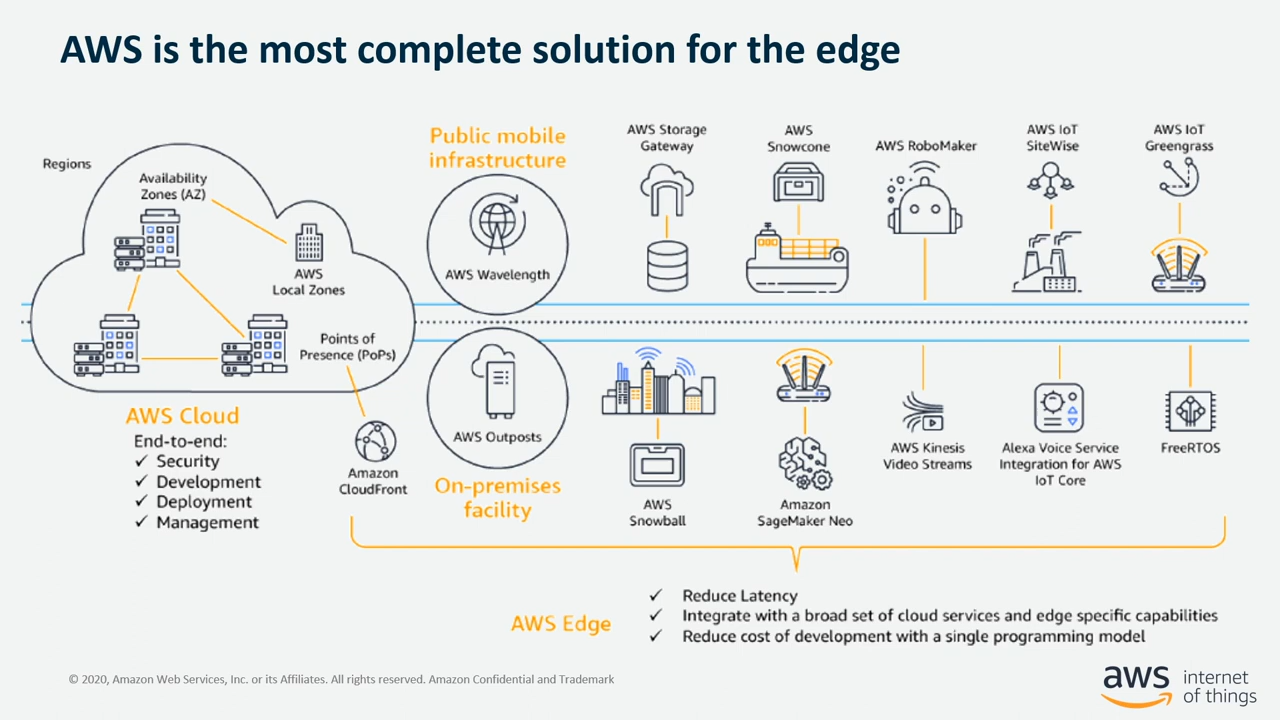 AWS is the most complete solution for the edge
Regions
Availability
Zones (AZ)
AWS
Local Zones
Points of
Presence (PoPs)
AWS Cloud
End-to-end:
✓ Security
✓ Development
✓ Deployment
✓ Management
Amazon
CloudFront
Public mobile
infrastructure
AWS Wavelength
AWS Outposts
On-premises
facility
AWS Storage
Gateway
AWS
Snowcone
AWS RoboMaker
AWS IoT
SiteWise
AWS IoT
Greengrass
AWS
Snowball
Amazon
SageMaker Neo
AWS Kinesis
Video Streams
Alexa Voice Service
Integration for AWS
IoT Core
FreeRTOS
AWS Edge
✓ Reduce Latency
✓ Integrate with a broad set of cloud services and edge specific capabilities
✓ Reduce cost of development with a single programming model
© 2020, Amazon Web Services, Inc. or its Affiliates. All rights reserved. Amazon Confidential and Trademark
aws internet
of things